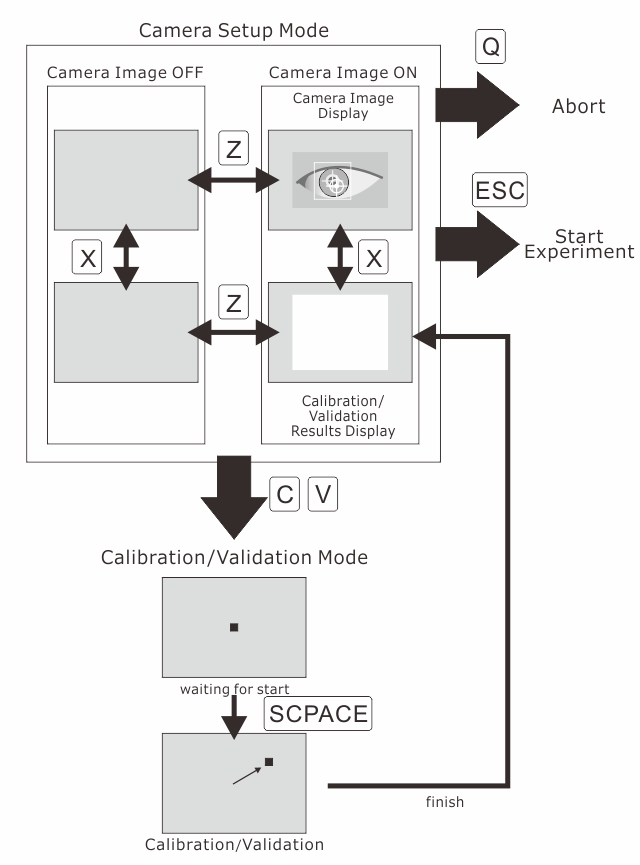 Camera Setup Mode
Q
Camera Image OFF
Camera Image ON
Camera Image
Display
Abort
Z
ESC
X
X
Start
Experiment
Z
Calibration/
Validation
Results Display
C
V
Calibration/Validation Mode
waiting for start
SCPACE
finish
Calibration/Validation